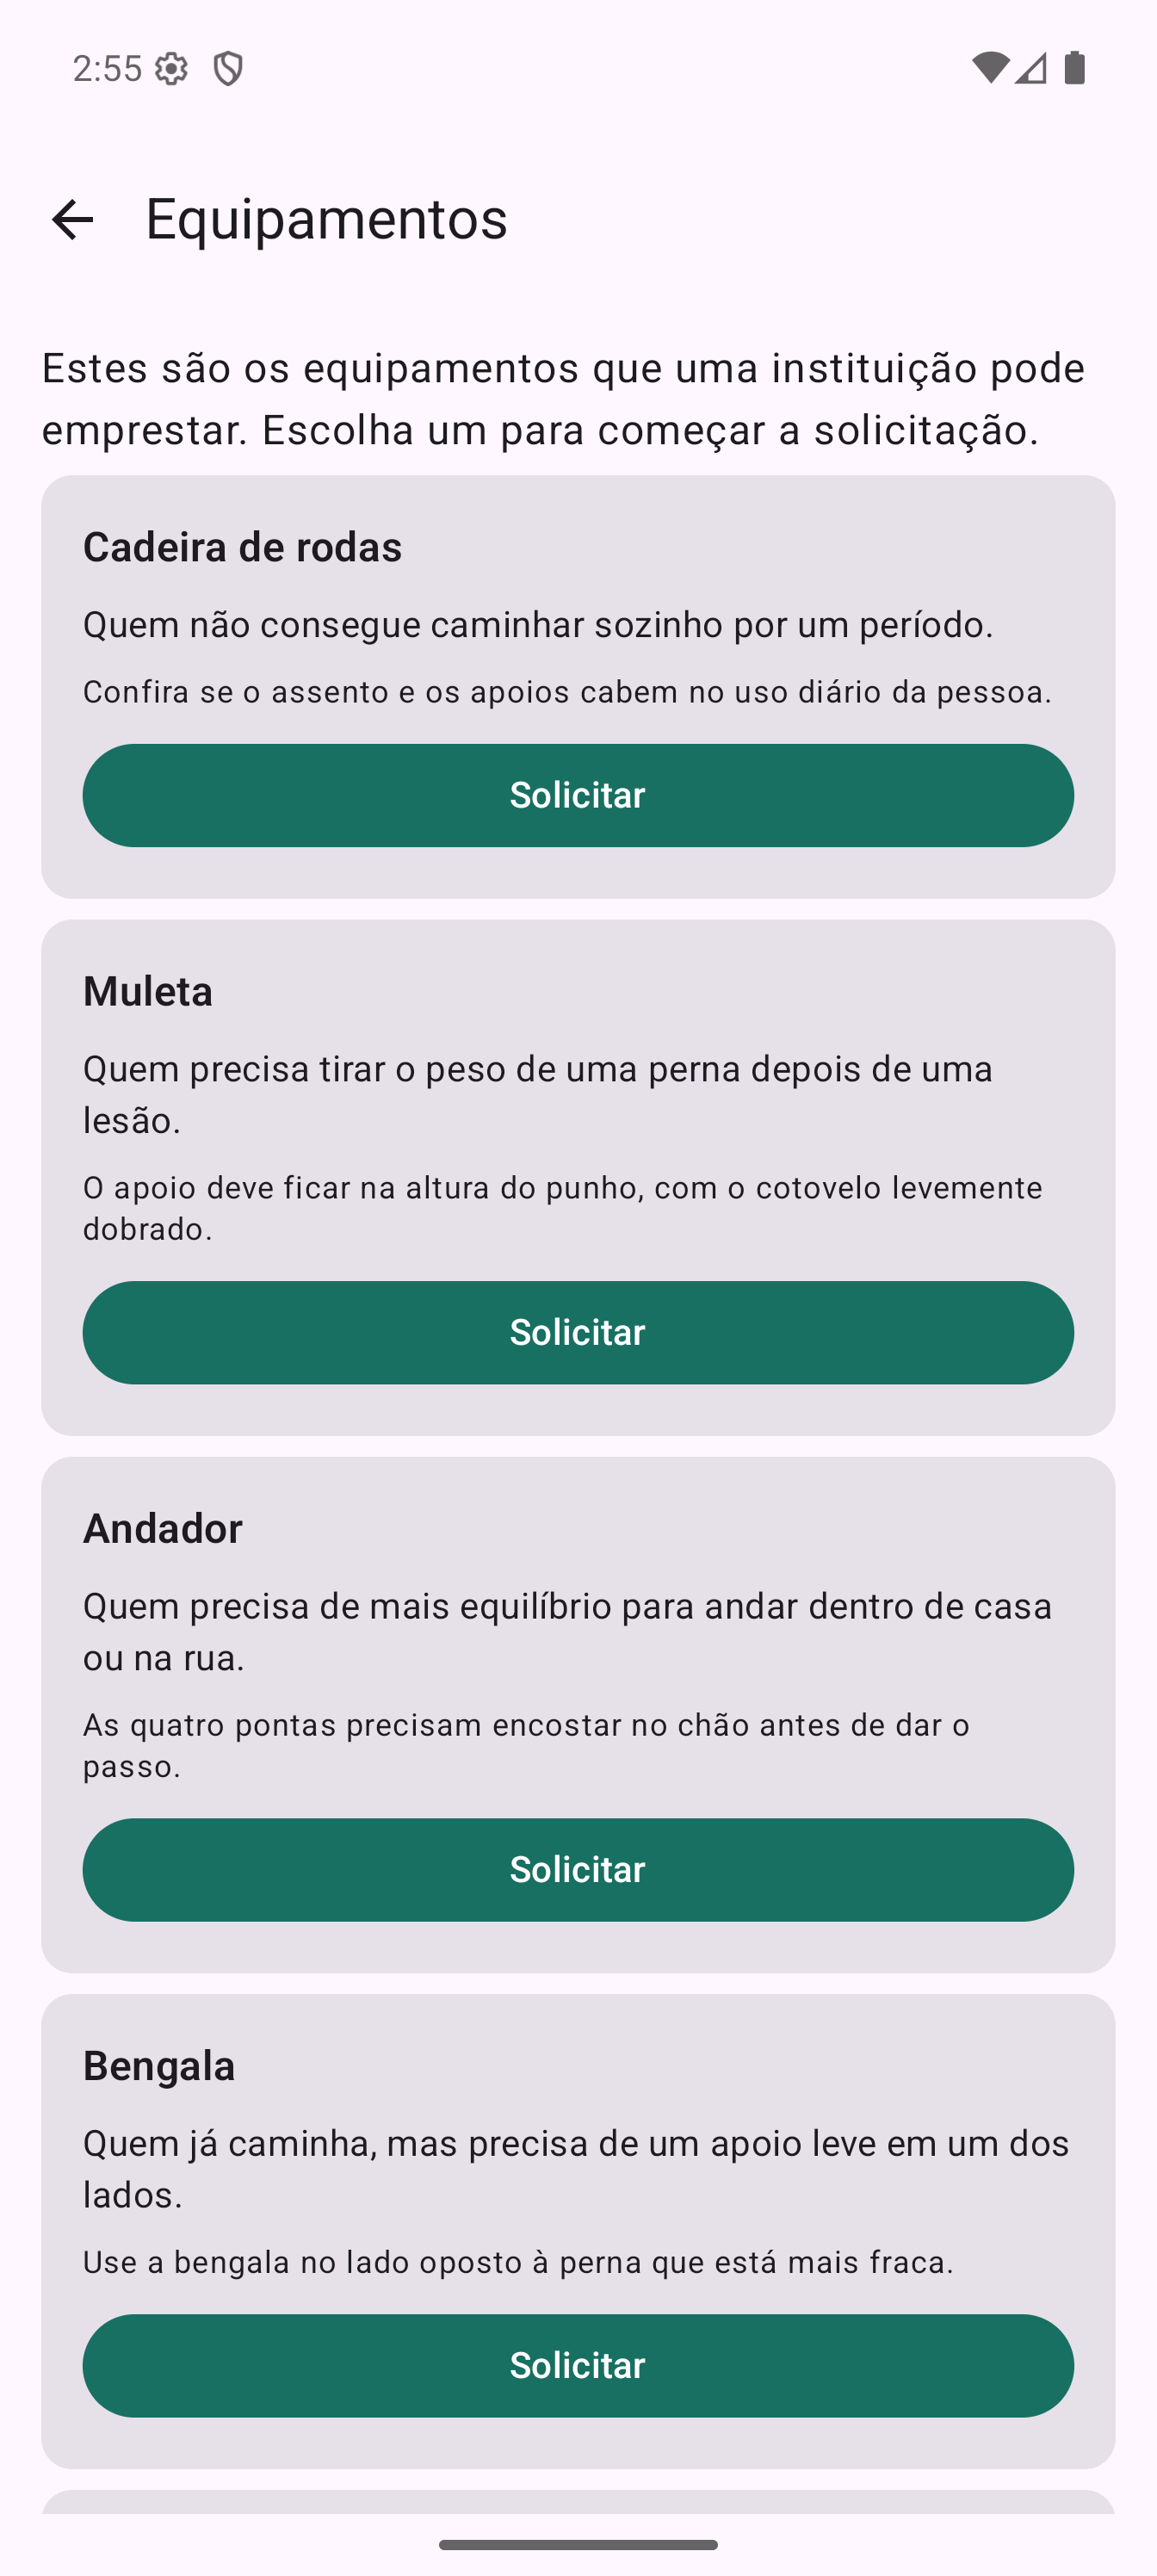 2:55
Equipamentos
Estes são os equipamentos que uma instituição pode
emprestar. Escolha um para começar a solicitação.
Cadeira de rodas
Quem não consegue caminhar sozinho por um período.
Confira se o assento e os apoios cabem no uso diário da pessoa.
Solicitar
Muleta
Quem precisa tirar o peso de uma perna depois de uma
lesão.
O apoio deve ficar na altura do punho, com o cotovelo levemente
dobrado.
Solicitar
Andador
Quem precisa de mais equilíbrio para andar dentro de casa
ou na rua.
As quatro pontas precisam encostar no chão antes de dar o
passo.
Solicitar
Bengala
Quem já caminha, mas precisa de um apoio leve em um dos
lados.
Use a bengala no lado oposto à perna que está mais fraca.
Solicitar